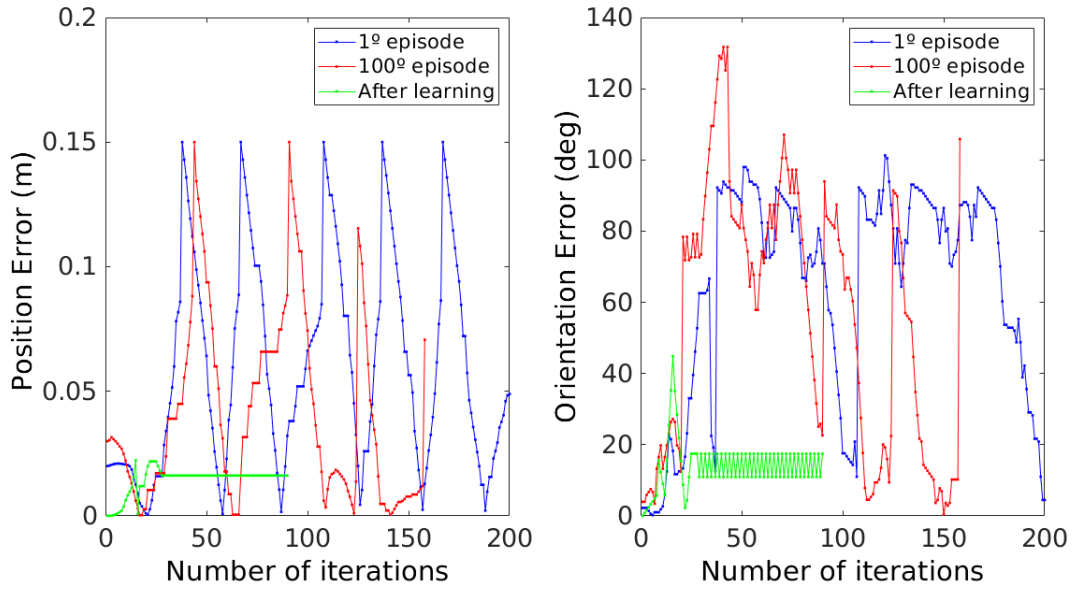 0.2
0.15
0.1
0.05
0
Position Error (m)
1º episode
100º episode
After learning
0 50 100 150 200
Number of iterations
140
120
100
80
60
40
20
0
Orientation Error (deg)
1º episode
100º episode
After learning
0 50 100 150 200
Number of iterations